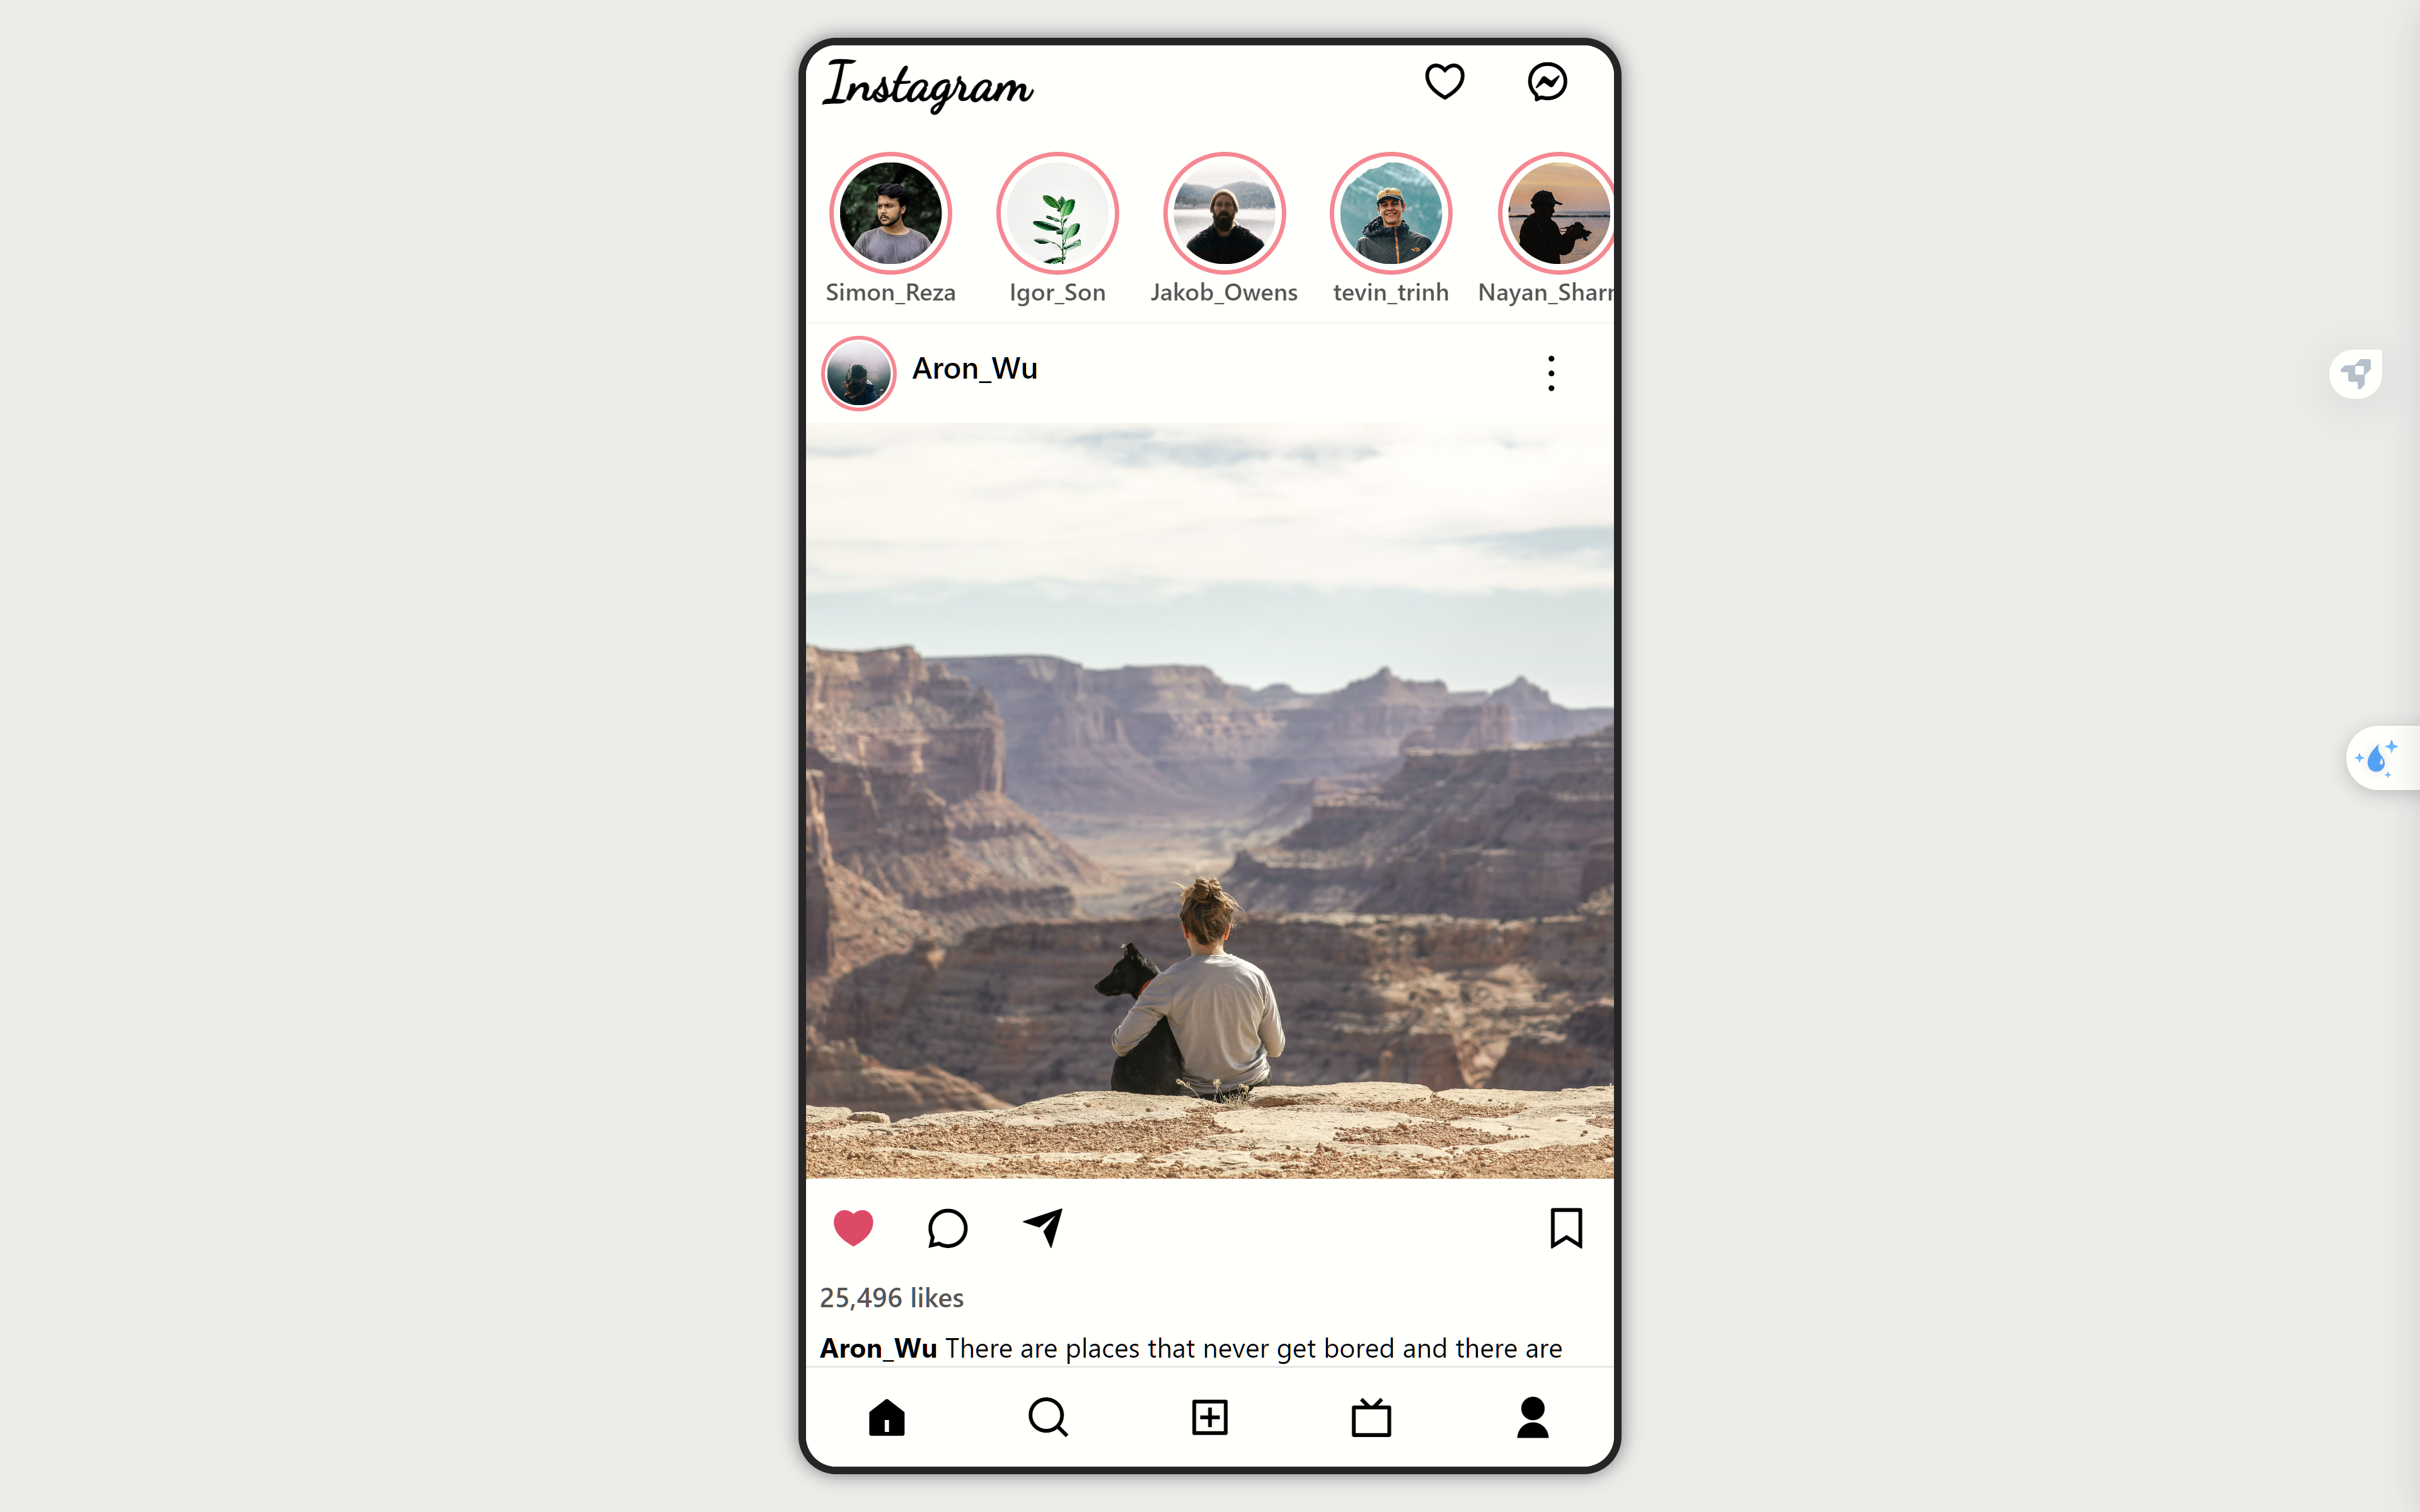 Instagram
Simon_Reza Igor_Son Jakob_Owens tevin_trinh Nayan_Shar
Aron_Wu
25,496 likes
Aron_Wu There are places that never get bored and there are